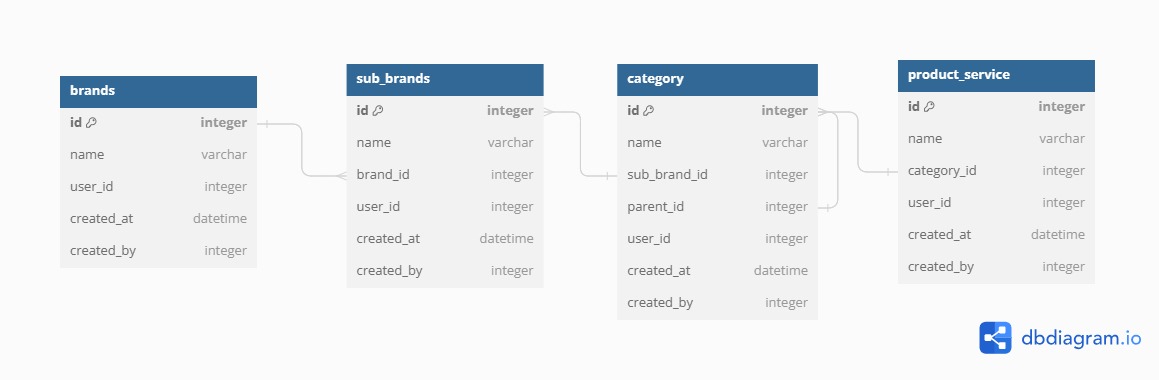 brands
id integer
name varchar
user_id integer
created_at datetime
created_by integer
sub_brands
id integer
name varchar
brand_id integer
user_id integer
created_at datetime
created_by integer
category
id integer
name varchar
sub_brand_id integer
parent_id integer
user_id integer
created_at datetime
created_by integer
product_service
id integer
name varchar
category_id integer
user_id integer
created_at datetime
created_by integer
dbdiagram.io